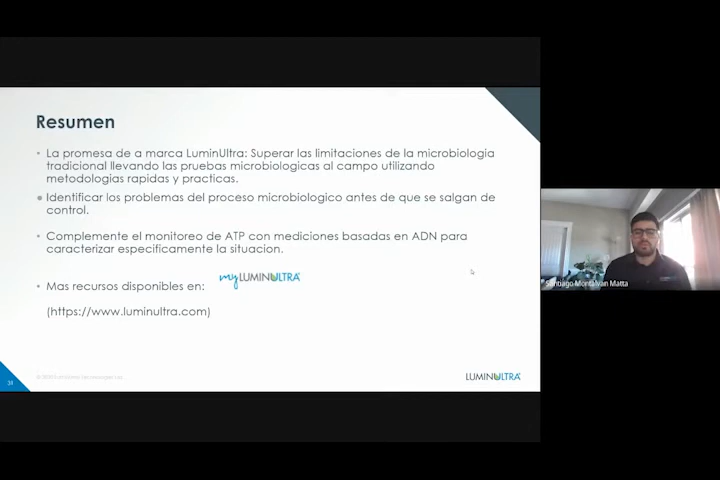 Resumen
• La promesa de a marca LuminUltra: Superar las limitaciones de la microbiologia
tradicional llevando las pruebas microbiologicas al campo utilizando
metodologias rapidas y practicas.
• Identificar los problemas del proceso microbiologico antes de que se salgan de
control.
• Complemente el monitoreo de ATP con mediciones basadas en ADN para
caracterizar especificamente la situacion.
• Mas recursos disponibles en: myLUMINULTRA
(https://www.luminultra.com)
Santiago Montalvan Matta
LUMINULTRA